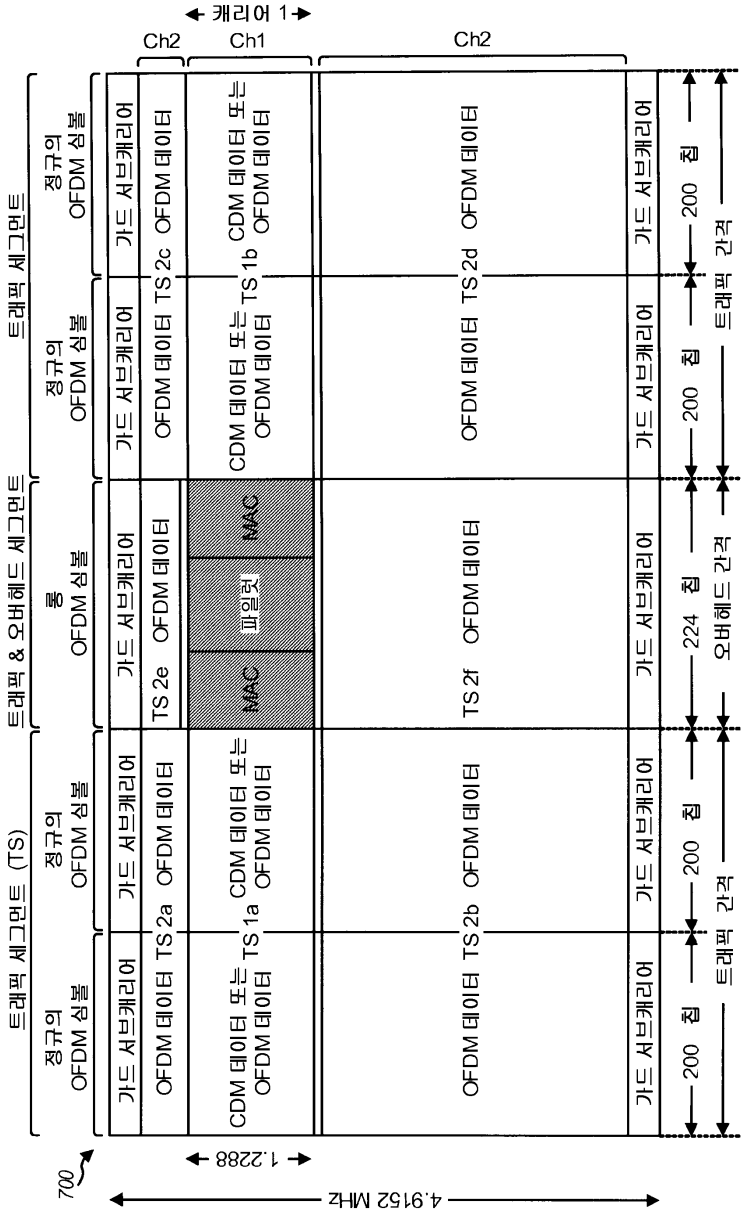 700
트래픽 세그먼트 (TS)
트래픽 & 오버헤드 세그먼트
트래픽 세그먼트
정규의
OFDM 심볼
정규의
OFDM 심볼
롱
OFDM 심볼
정규의
OFDM 심볼
정규의
OFDM 심볼
가드 서브캐리어
가드 서브캐리어
가드 서브캐리어
가드 서브캐리어
가드 서브캐리어
OFDM 데이터 TS 2a OFDM 데이터
TS 2e OFDM 데이터
OFDM 데이터 TS 2c OFDM 데이터
Ch2
CDM 데이터 또는
OFDM 데이터
TS 1a
CDM 데이터 또는
OFDM 데이터
MAC
파일럿
MAC
CDM 데이터 또는
OFDM 데이터
TS 1b
CDM 데이터 또는
OFDM 데이터
Ch1
캐리어 1
1.2288
4.9152 MHz
OFDM 데이터 TS 2b OFDM 데이터
TS 2f OFDM 데이터
OFDM 데이터 TS 2d OFDM 데이터
Ch2
가드 서브캐리어
가드 서브캐리어
가드 서브캐리어
가드 서브캐리어
가드 서브캐리어
200 칩
200 칩
224 칩
200 칩
200 칩
트래픽 간격
오버헤드 간격
트래픽 간격